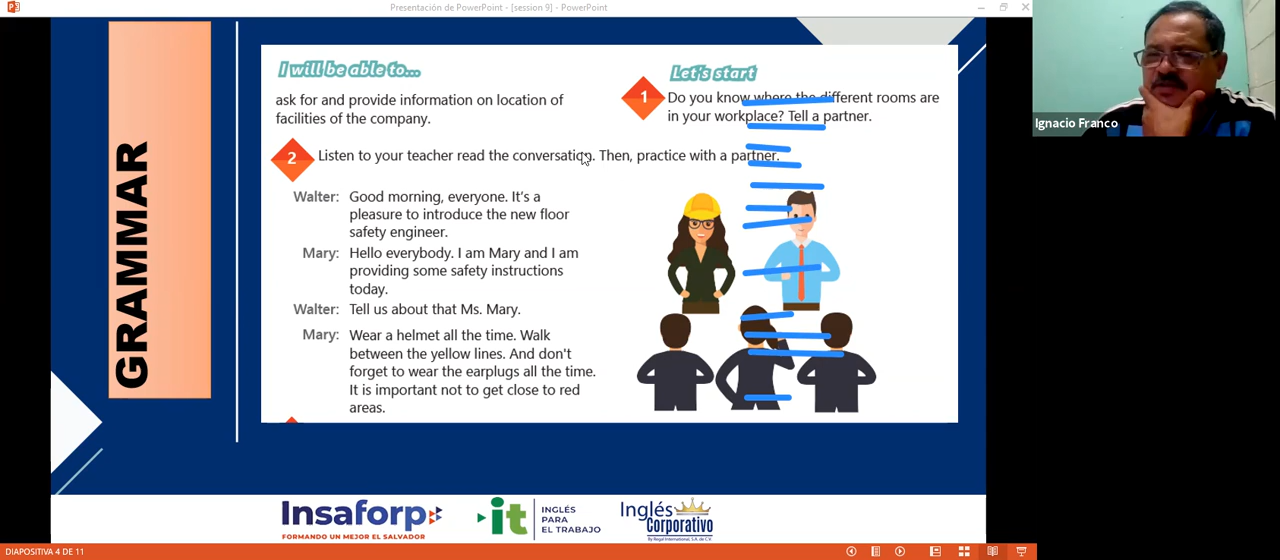 Presentación de PowerPoint - [session 9] - PowerPoint
Ignacio Franco
GRAMMAR
I will be able to...
ask for and provide information on location of
facilities of the company.
Let's start
1
Do you know where the different rooms are
in your workplace? Tell a partner.
2
Listen to your teacher read the conversation. Then, practice with a partner.
Walter: Good morning, everyone. It's a
pleasure to introduce the new floor
safety engineer.
Mary: Hello everybody. I am Mary and I am
providing some safety instructions
today.
Walter: Tell us about that Ms. Mary.
Mary: Wear a helmet all the time. Walk
between the yellow lines. And don't
forget to wear the earplugs all the time.
It is important not to get close to red
areas.
Insaforp
FORMANDO UN MEJOR EL SALVADOR
it
INGLÉS
PARA
EL TRABAJO
Inglés
Corporativo
DIAPOSITIVA 4 DE 11